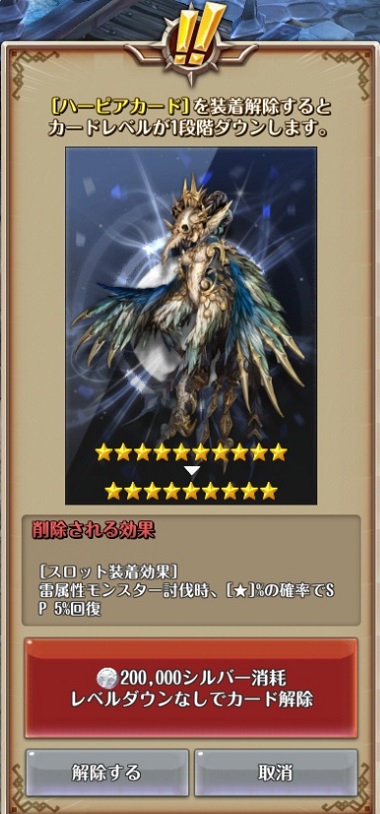 [ハーピアカード]を装着解除すると
カードレベルが1段階ダウンします。
削除される効果
[スロット装着効果]
雷属性モンスター討伐時、[★]%の確率でS
P 5%回復
200,000シルバー消耗
レベルダウンなしでカード解除
解除する
取消